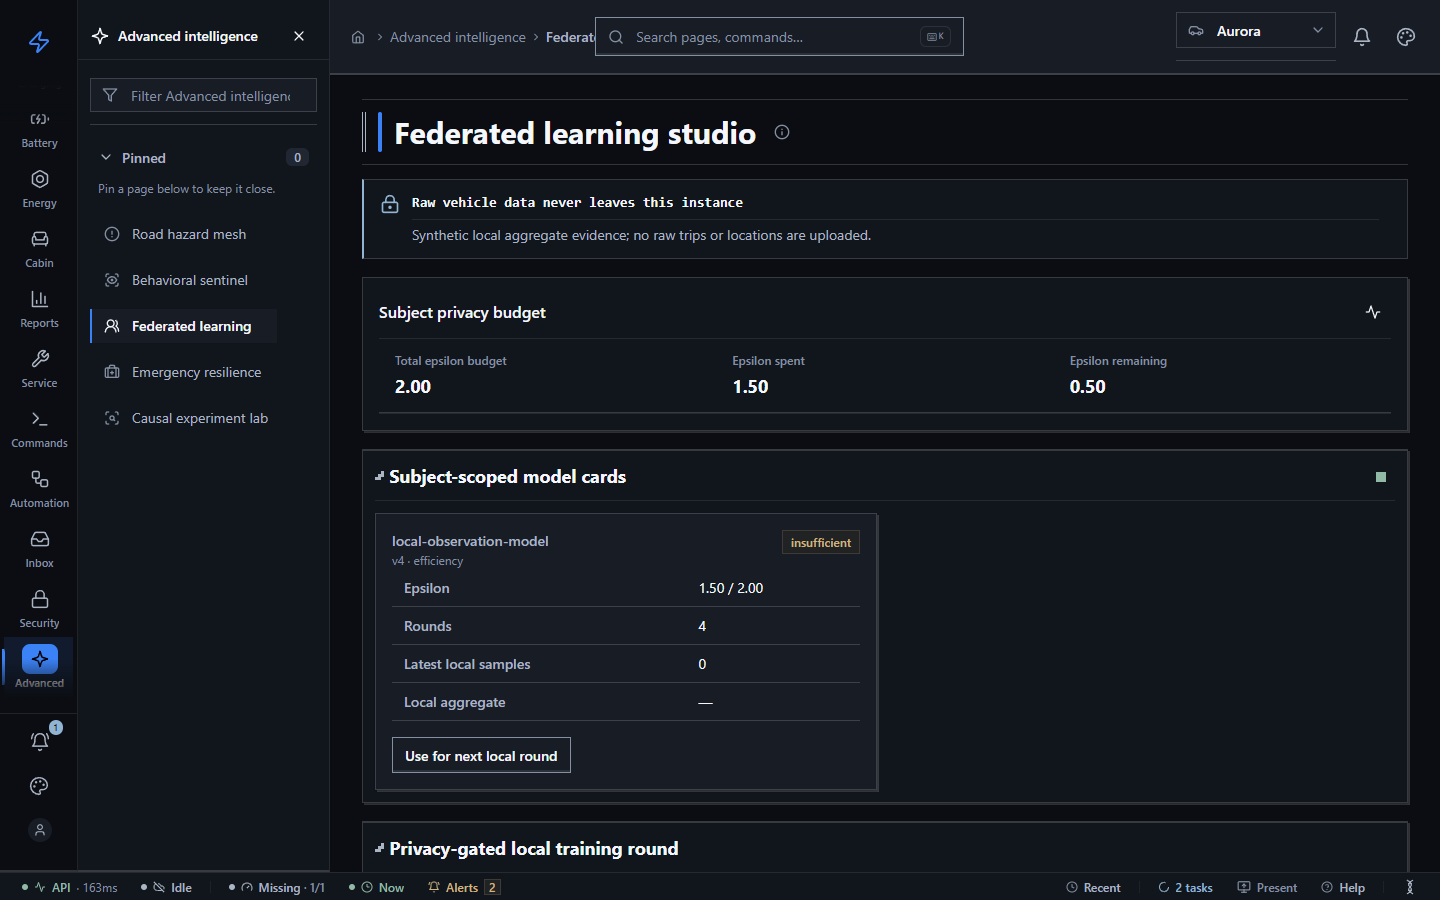 Advanced intelligence
Advanced intelligence
Federat
Search pages, commands...
K
Aurora
Filter Advanced intelligenc
Battery
Energy
Cabin
Reports
Service
Commands
Automation
Inbox
Security
Advanced
1
Pinned
0
Pin a page below to keep it close.
Road hazard mesh
Behavioral sentinel
Federated learning
Emergency resilience
Causal experiment lab
Federated learning studio
Raw vehicle data never leaves this instance
Synthetic local aggregate evidence; no raw trips or locations are uploaded.
Subject privacy budget
Total epsilon budget
2.00
Epsilon spent
1.50
Epsilon remaining
0.50
Subject-scoped model cards
local-observation-model
insufficient
v4 · efficiency
Epsilon 1.50 / 2.00
Rounds 4
Latest local samples 0
Local aggregate —
Use for next local round
Privacy-gated local training round
API · 163ms
Idle
Missing · 1/1
Now
Alerts 2
Recent
2 tasks
Present
Help